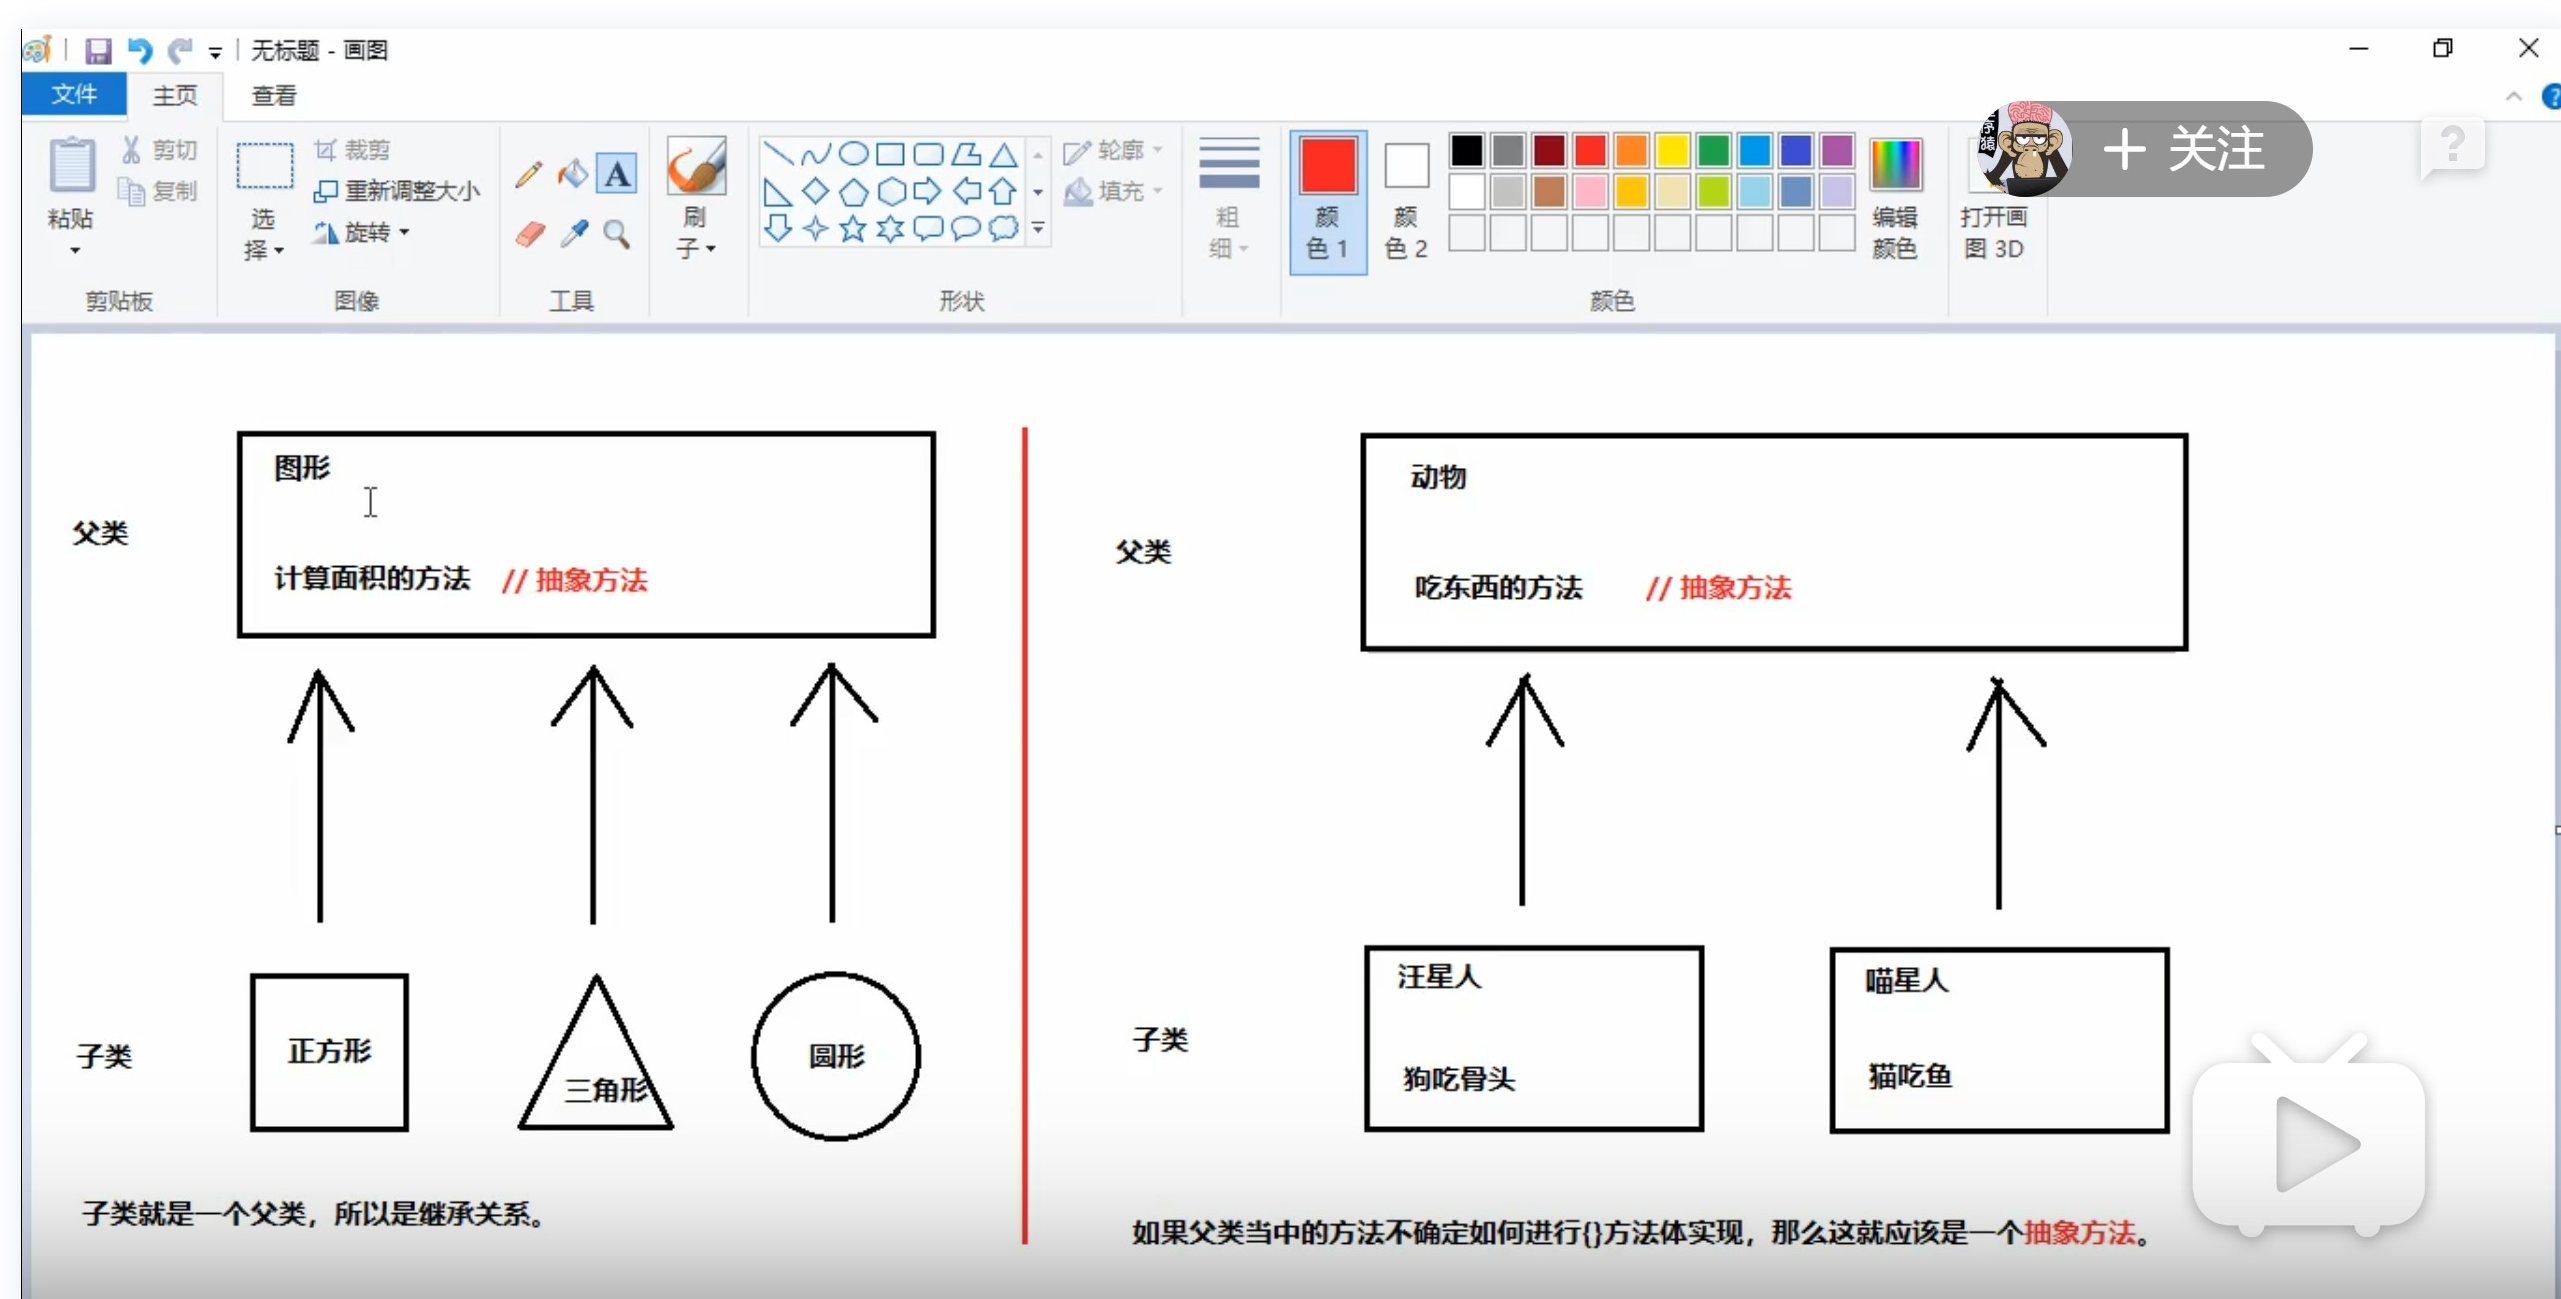 无标题 - 画图
文件 主页 查看
粘贴 剪切 复制
剪贴板
选择 裁剪 重新调整大小 旋转
图像
A
工具
刷子
形状
轮廓 填充
粗细
颜色 1
颜色 2
颜色
编辑颜色
打开画图 3D
+ 关注
?
图形
父类
计算面积的方法 // 抽象方法
子类
正方形
三角形
圆形
子类就是一个父类，所以是继承关系。
动物
父类
吃东西的方法 // 抽象方法
子类
汪星人
狗吃骨头
喵星人
猫吃鱼
如果父类当中的方法不确定如何进行{}方法体实现，那么这就应该是一个抽象方法。